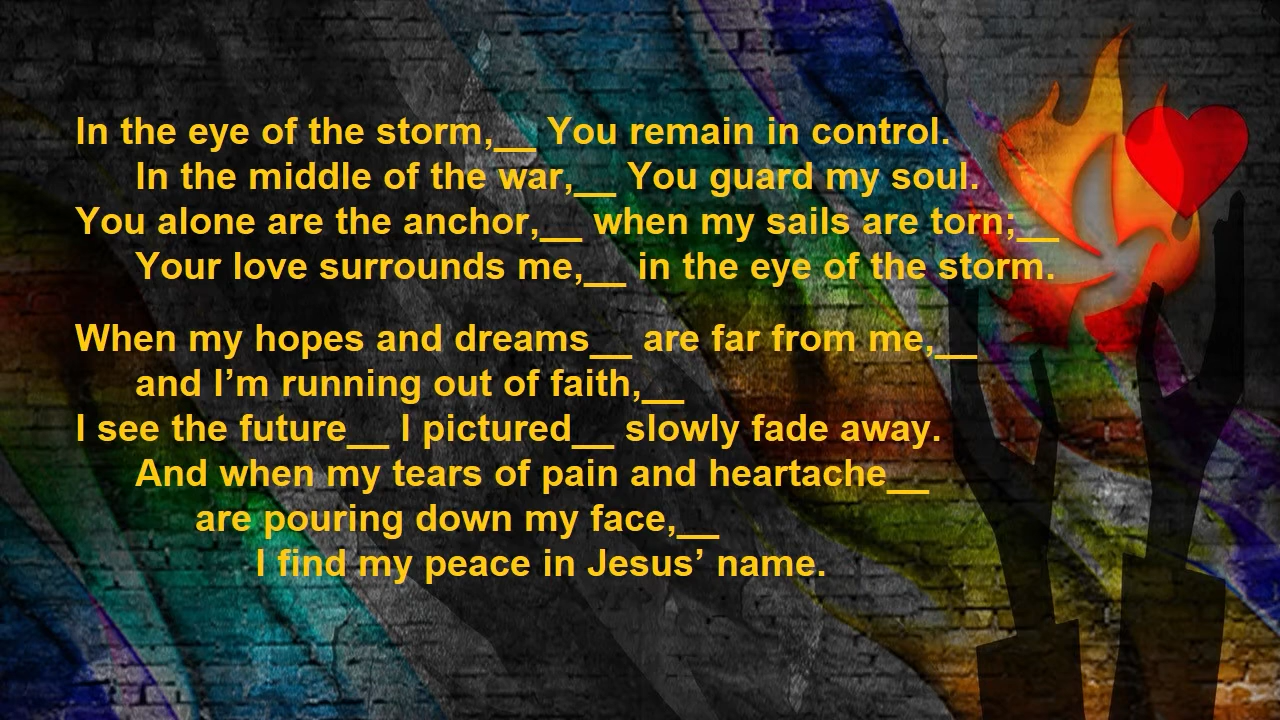 In the eye of the storm,__ You remain in control.
In the middle of the war,__ You guard my soul.
You alone are the anchor,__ when my sails are torn;__
Your love surrounds me,__ in the eye of the storm.
When my hopes and dreams__ are far from me,__
and I’m running out of faith,__
I see the future__ I pictured__ slowly fade away.
And when my tears of pain and heartache__
are pouring down my face,__
I find my peace in Jesus’ name.